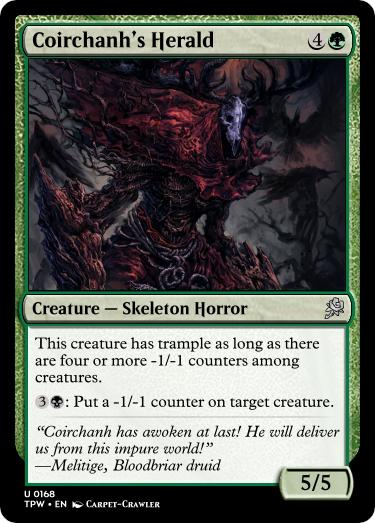 Coirchanh's Herald 4
Creature — Skeleton Horror
This creature has trample as long as there
are four or more -1/-1 counters among
creatures.
3: Put a -1/-1 counter on target creature.
“Coirchanh has awoken at last! He will deliver
us from this impure world!”
—Melitige, Bloodbriar druid
5/5
U 0168
TPW • EN Carpet-Crawler